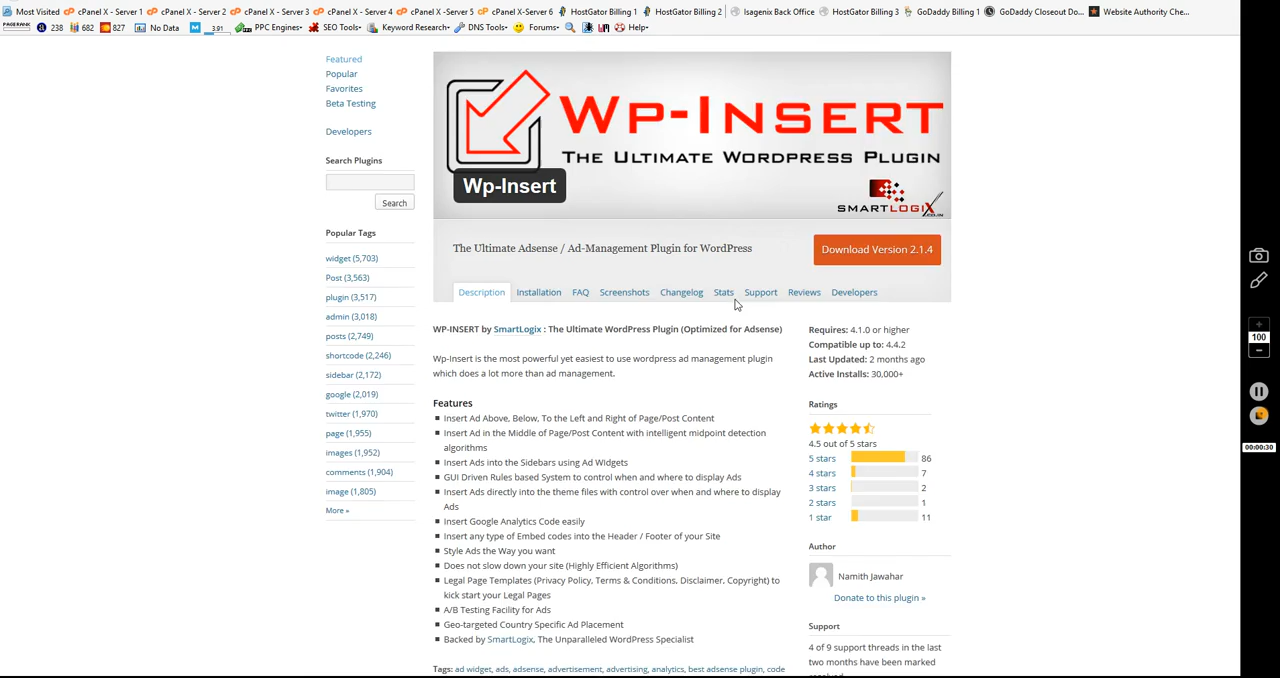 Most Visited cPanel X - Server 1 cPanel X - Server 2 cPanel X - Server 3 cPanel X - Server 4 cPanel X -Server 5 cPanel X-Server 6 HostGator Billing 1 HostGator Billing 2 Isagenix Back Office HostGator Billing 3 GoDaddy Billing 1 GoDaddy Closeout Do... Website Authority Che...
PAGERANK 238 682 827 No Data 3.91 PPC Engines SEO Tools Keyword Research DNS Tools Forums Help
Featured
Popular
Favorites
Beta Testing
Developers
Search Plugins
Search
Popular Tags
widget (5,703)
Post (3,563)
plugin (3,517)
admin (3,018)
posts (2,749)
shortcode (2,246)
sidebar (2,172)
google (2,019)
twitter (1,970)
page (1,955)
images (1,952)
comments (1,904)
image (1,805)
More »
WP-INSERT
THE ULTIMATE WORDPRESS PLUGIN
Wp-Insert
SMARTLOGIX.CO.IN
The Ultimate Adsense / Ad-Management Plugin for WordPress
Download Version 2.1.4
Description Installation FAQ Screenshots Changelog Stats Support Reviews Developers
WP-INSERT by SmartLogix : The Ultimate WordPress Plugin (Optimized for Adsense)
Wp-Insert is the most powerful yet easiest to use wordpress ad management plugin
which does a lot more than ad management.
Features
Insert Ad Above, Below, To the Left and Right of Page/Post Content
Insert Ad in the Middle of Page/Post Content with intelligent midpoint detection
algorithms
Insert Ads into the Sidebars using Ad Widgets
GUI Driven Rules based System to control when and where to display Ads
Insert Ads directly into the theme files with control over when and where to display
Ads
Insert Google Analytics Code easily
Insert any type of Embed codes into the Header / Footer of your Site
Style Ads the Way you want
Does not slow down your site (Highly Efficient Algorithms)
Legal Page Templates (Privacy Policy, Terms & Conditions, Disclaimer, Copyright) to
kick start your Legal Pages
A/B Testing Facility for Ads
Geo-targeted Country Specific Ad Placement
Backed by SmartLogix, The Unparalleled WordPress Specialist
Tags: ad widget, ads, adsense, advertisement, advertising, analytics, best adsense plugin, code
Requires: 4.1.0 or higher
Compatible up to: 4.4.2
Last Updated: 2 months ago
Active Installs: 30,000+
Ratings
4.5 out of 5 stars
5 stars 86
4 stars 7
3 stars 2
2 stars 1
1 star 11
Author
Namith Jawahar
Donate to this plugin »
Support
4 of 9 support threads in the last
two months have been marked
100
00:00:30